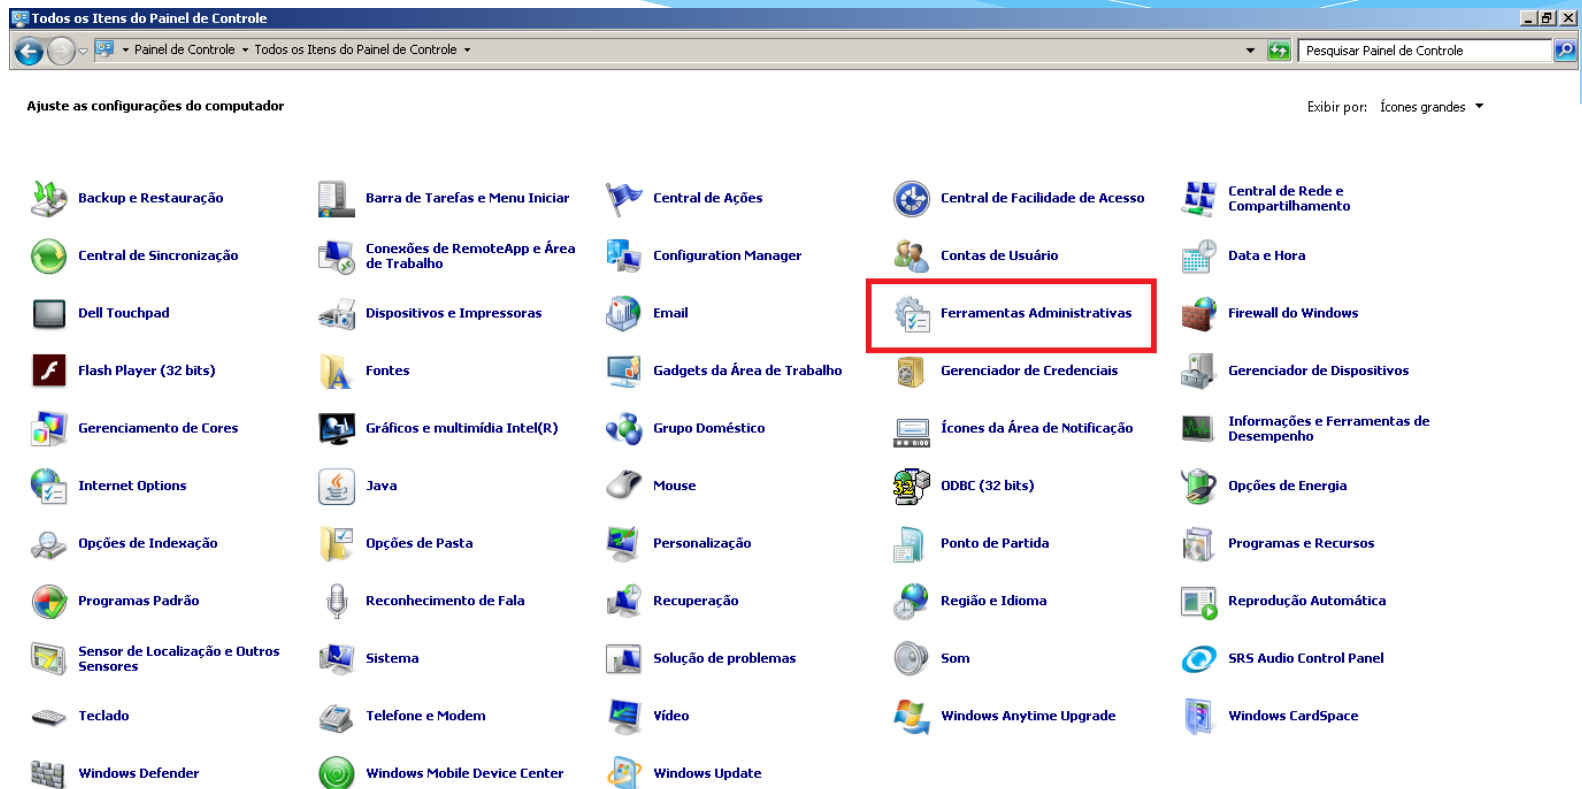 Todos os Itens do Painel de Controle
Painel de Controle Todos os Itens do Painel de Controle
Pesquisar Painel de Controle
Ajuste as configurações do computador
Exibir por: Ícones grandes
Backup e Restauração
Barra de Tarefas e Menu Iniciar
Central de Ações
Central de Facilidade de Acesso
Central de Rede e
Compartilhamento
Central de Sincronização
Conexões de RemoteApp e Área
de Trabalho
Configuration Manager
Contas de Usuário
Data e Hora
Dell Touchpad
Dispositivos e Impressoras
Email
Ferramentas Administrativas
Firewall do Windows
Flash Player (32 bits)
Fontes
Gadgets da Área de Trabalho
Gerenciador de Credenciais
Gerenciador de Dispositivos
Gerenciamento de Cores
Gráficos e multimídia Intel(R)
Grupo Doméstico
Ícones da Área de Notificação
Informações e Ferramentas de
Desempenho
Internet Options
Java
Mouse
32
ODBC (32 bits)
Opções de Energia
Opções de Indexação
Opções de Pasta
Personalização
Ponto de Partida
Programas e Recursos
Programas Padrão
Reconhecimento de Fala
Recuperação
Região e Idioma
Reprodução Automática
Sensor de Localização e Outros
Sensores
Sistema
Solução de problemas
Som
SRS Audio Control Panel
Teclado
Telefone e Modem
Vídeo
Windows Anytime Upgrade
Windows CardSpace
Windows Defender
Windows Mobile Device Center
Windows Update